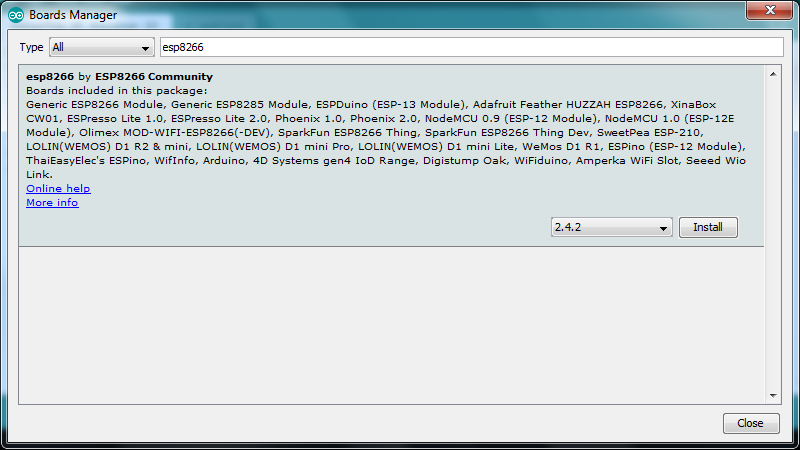 Boards Manager
Type All esp8266
esp8266 by ESP8266 Community
Boards included in this package:
Generic ESP8266 Module, Generic ESP8285 Module, ESPDuino (ESP-13 Module), Adafruit Feather HUZZAH ESP8266, XinaBox
CW01, ESPresso Lite 1.0, ESPresso Lite 2.0, Phoenix 1.0, Phoenix 2.0, NodeMCU 0.9 (ESP-12 Module), NodeMCU 1.0 (ESP-12E
Module), Olimex MOD-WIFI-ESP8266(-DEV), SparkFun ESP8266 Thing, SparkFun ESP8266 Thing Dev, SweetPea ESP-210,
LOLIN(WEMOS) D1 R2 & mini, LOLIN(WEMOS) D1 mini Pro, LOLIN(WEMOS) D1 mini Lite, WeMos D1 R1, ESPino (ESP-12 Module),
ThaiEasyElec's ESPino, WifInfo, Arduino, 4D Systems gen4 IoD Range, Digistump Oak, WiFiduino, Amperka WiFi Slot, Seeed Wio
Link.
Online help
More info
2.4.2 Install
Close